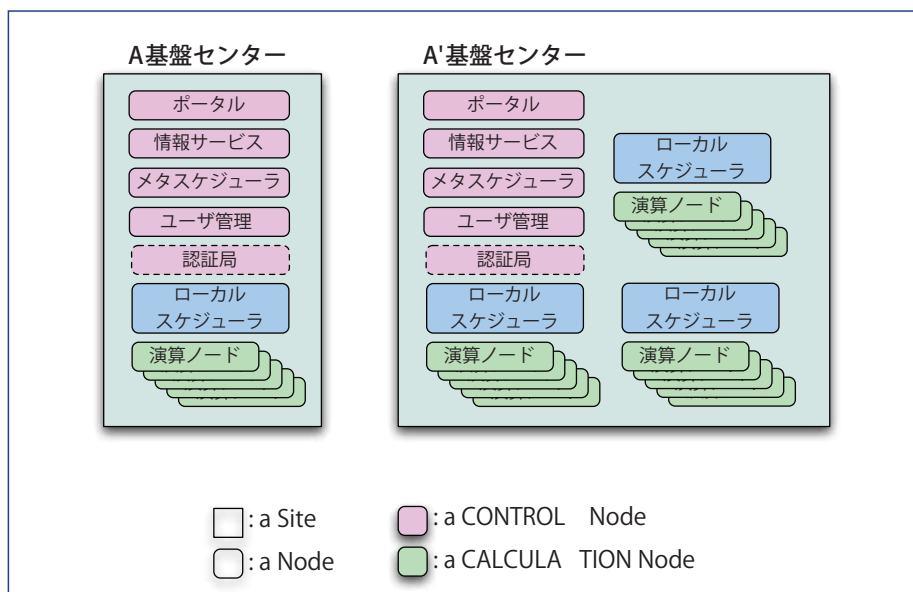 A基盤センター
ポータル
情報サービス
メタスケジューラ
ユーザ管理
認証局
ローカル
スケジューラ
演算ノード
A'基盤センター
ポータル
情報サービス
メタスケジューラ
ユーザ管理
認証局
ローカル
スケジューラ
演算ノード
ローカル
スケジューラ
演算ノード
ローカル
スケジューラ
演算ノード
: a Site
: a Node
: a CONTROL Node
: a CALCULA TION Node